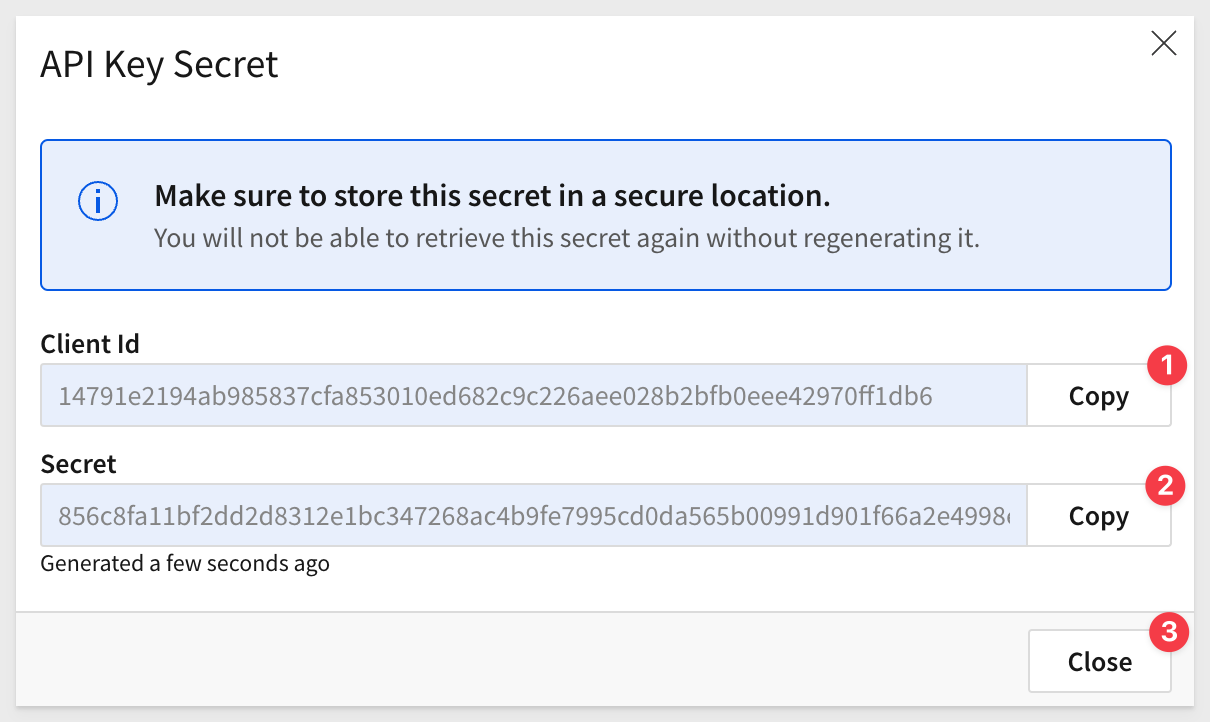 API Key Secret
Make sure to store this secret in a secure location.
You will not be able to retrieve this secret again without regenerating it.
Client Id
1
14791e2194ab985837cfa853010ed682c9c226aee028b2bfb0eee42970ff1db6
Copy
Secret
2
856c8fa11bf2dd2d8312e1bc347268ac4b9fe7995cd0da565b00991d901f66a2e4998
Copy
Generated a few seconds ago
3
Close